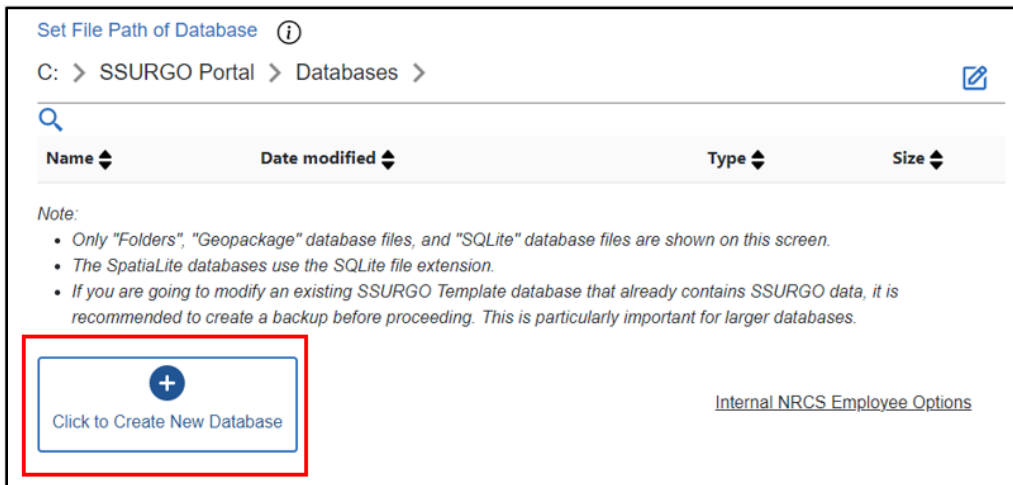 Set File Path of Database
C: > SSURGO Portal > Databases >
Name Date modified Type Size
Note:
• Only "Folders", "Geopackage" database files, and "SQLite" database files are shown on this screen.
• The SpatiaLite databases use the SQLite file extension.
• If you are going to modify an existing SSURGO Template database that already contains SSURGO data, it is
recommended to create a backup before proceeding. This is particularly important for larger databases.
Click to Create New Database
Internal NRCS Employee Options